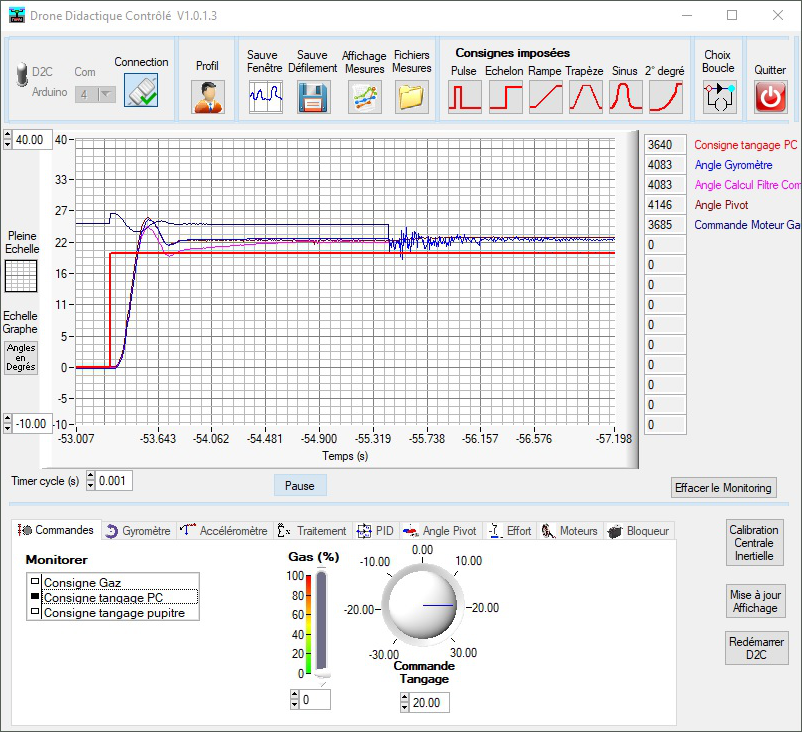 Drone Didactique Contrôlé V1.0.1.3
D2C
Arduino
Com
4
Connection
Profil
Sauve
Fenêtre
Sauve
Défilement
Affichage
Mesures
Fichiers
Mesures
Consignes imposées
Pulse Echelon Rampe Trapèze Sinus 2° degré
Choix
Boucle
Quitter
40.00
Pleine
Echelle
Echelle
Graphe
Angles
en
Degrés
-10.00
40
33
27
22
16
11
5
0
-5
-10
-53.007 -53.643 -54.062 -54.481 -54.900 -55.319 -55.738 -56.157 -56.576 -57.198
Temps (s)
3640 Consigne tangage PC
4083 Angle Gyromètre
4083 Angle Calcul Filtre Com
4146 Angle Pivot
3685 Commande Moteur Ga
0
0
0
0
0
0
0
0
0
0
Timer cycle (s) 0.001
Pause
Effacer le Monitoring
Commandes Gyromètre Accéléromètre Traitement PID Angle Pivot Effort Moteurs Bloqueur
Monitorer
Consigne Gaz
Consigne tangage PC
Consigne tangage pupitre
Gas (%)
100
80
60
40
20
0
0
0.00
-10.00 10.00
-20.00 20.00
-30.00 30.00
Commande
Tangage
20.00
Calibration
Centrale
Inertielle
Mise à jour
Affichage
Redémarrer
D2C